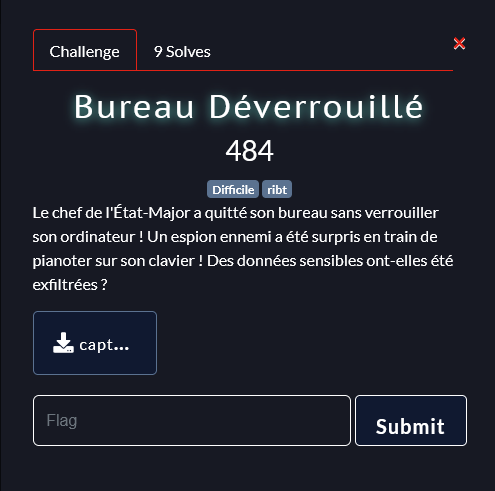 Challenge
9 Solves
Bureau Déverrouillé
484
Difficile ribt
Le chef de l'État-Major a quitté son bureau sans verrouiller
son ordinateur ! Un espion ennemi a été surpris en train de
pianoter sur son clavier ! Des données sensibles ont-elles été
exfiltrées ?
capt...
Flag
Submit